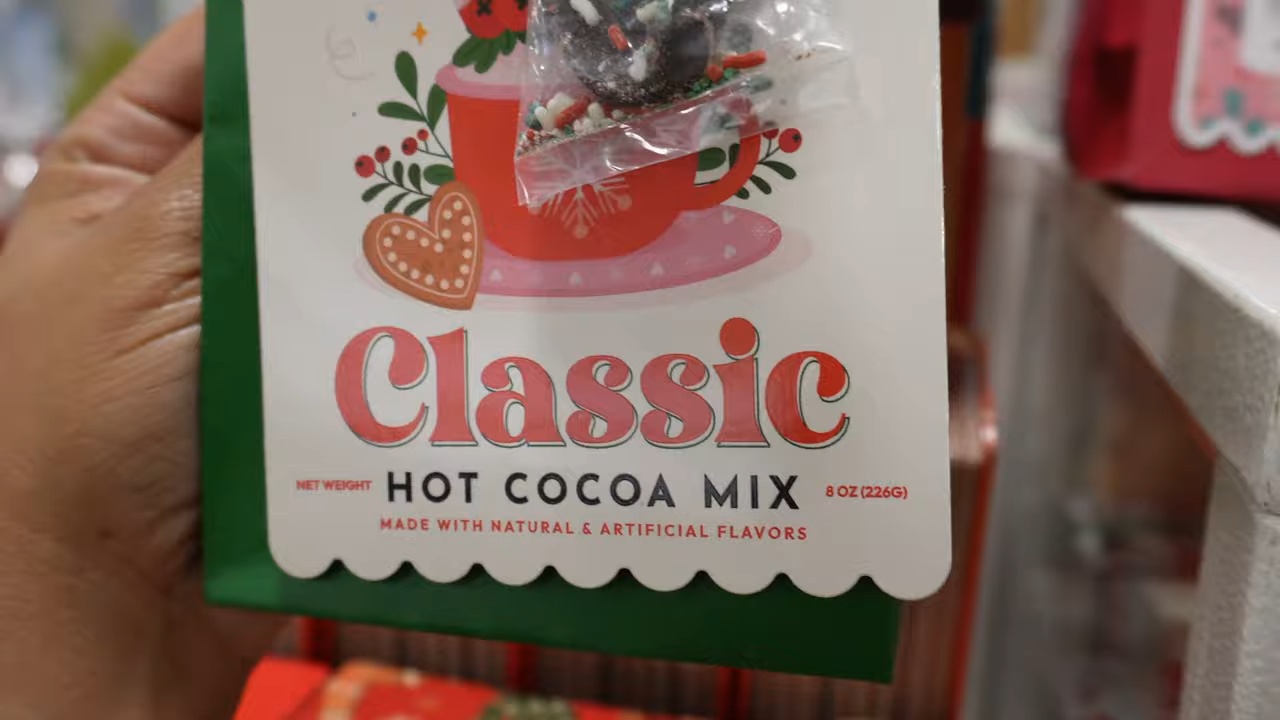 Classic
NET WEIGHT HOT COCOA MIX 8 OZ (226G)
MADE WITH NATURAL & ARTIFICIAL FLAVORS